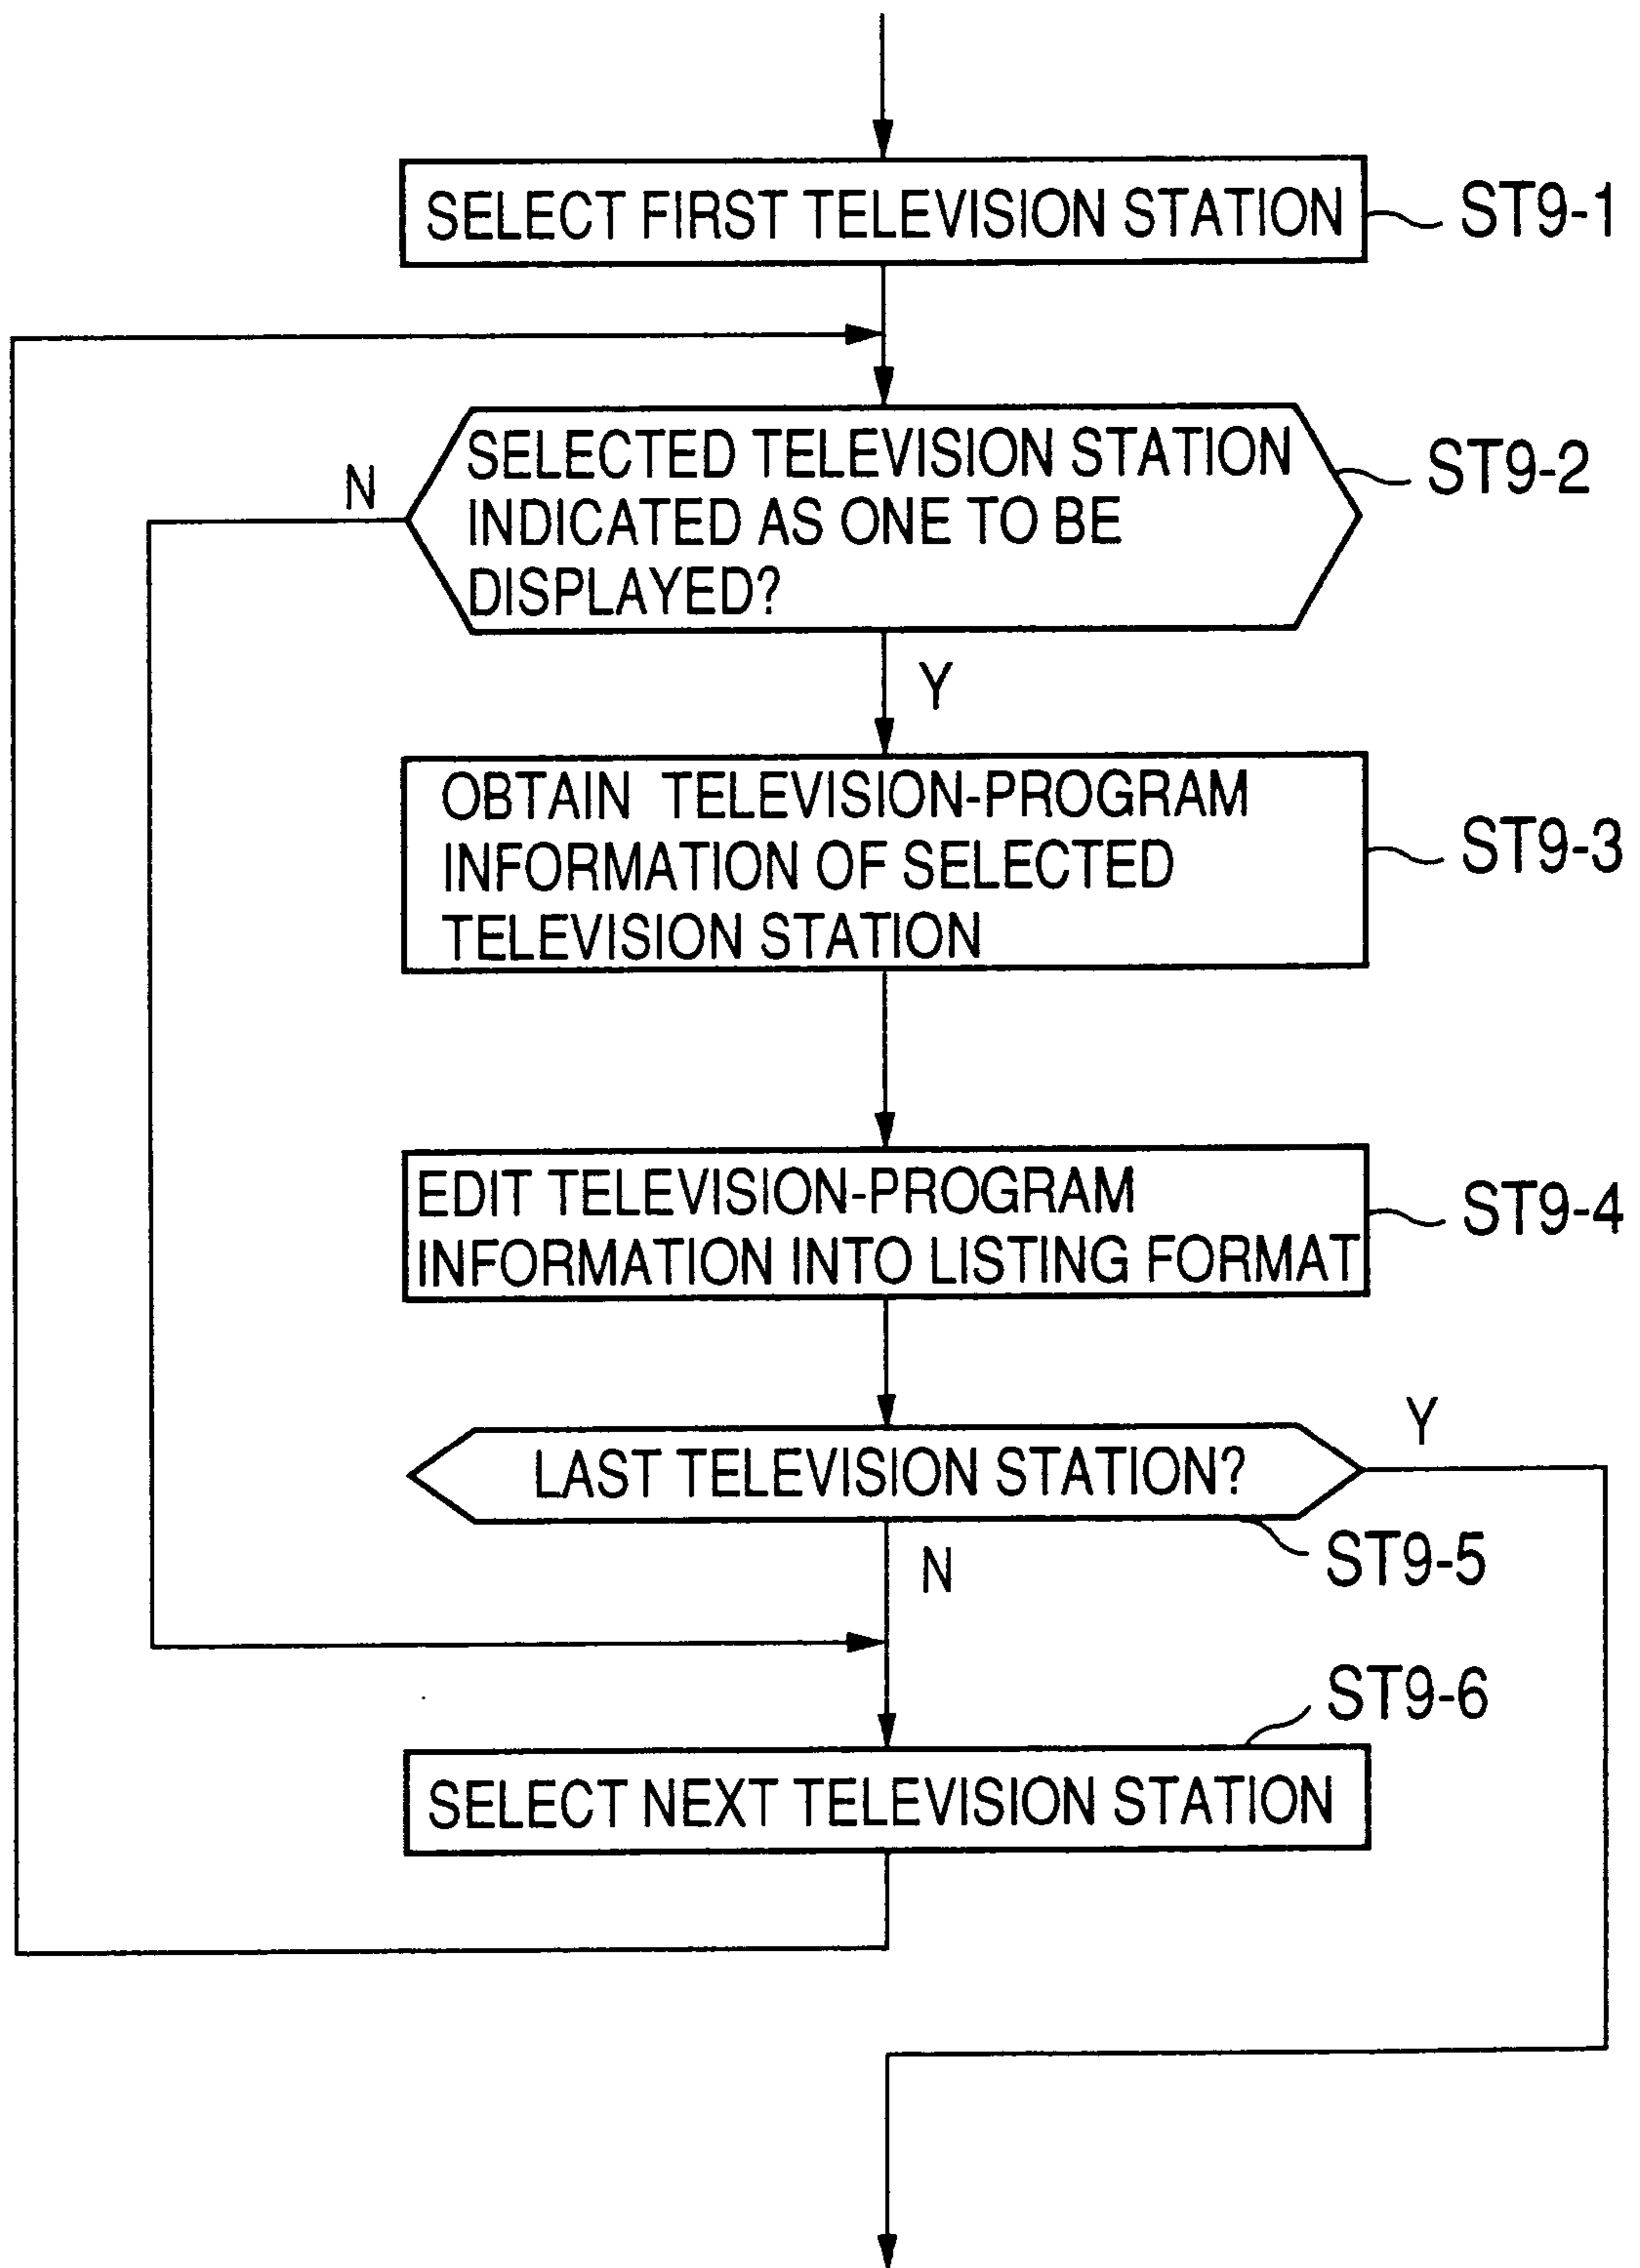 SELECT FIRST TELEVISION STATION
ST9-1
N
SELECTED TELEVISION STATION
INDICATED AS ONE TO BE
DISPLAYED?
ST9-2
Y
OBTAIN TELEVISION-PROGRAM
INFORMATION OF SELECTED
TELEVISION STATION
ST9-3
EDIT TELEVISION-PROGRAM
INFORMATION INTO LISTING FORMAT
ST9-4
LAST TELEVISION STATION?
Y
ST9-5
N
ST9-6
SELECT NEXT TELEVISION STATION